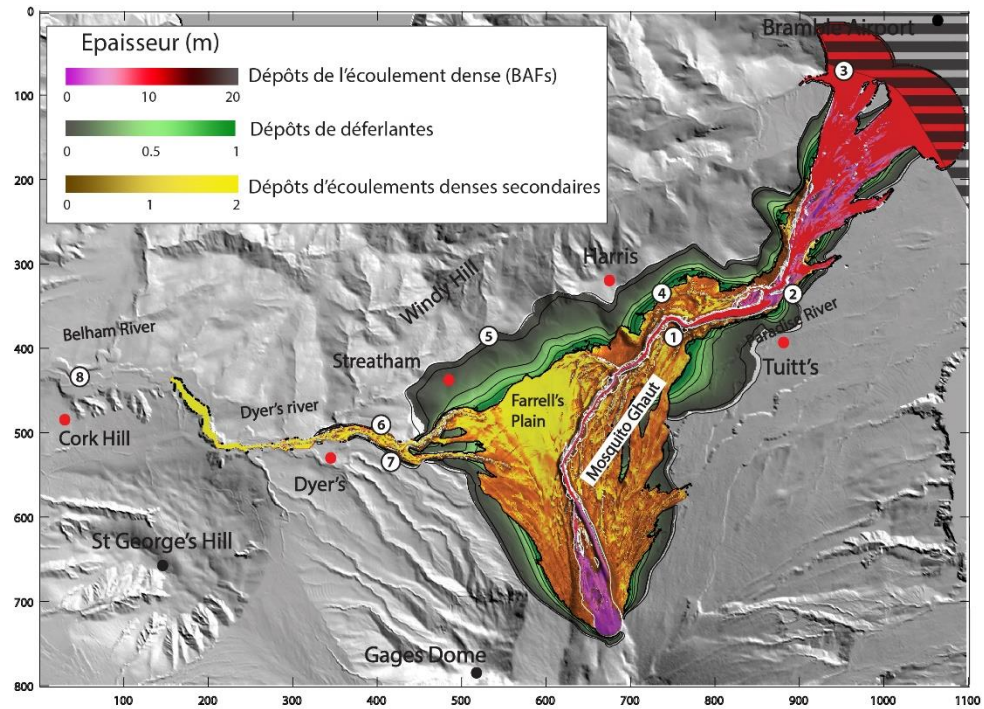 0
Bramble Airport
Epaisseur (m)
Dépôts de l'écoulement dense (BAFs)
0 10 20
Dépôts de déferlantes
0 0.5 1
Dépôts d'écoulements denses secondaires
0 1 2
3
100
200
300
400
500
600
700
800
Harris
Windy Hill
4
2
Belham River
Paradise River
5
1
Streatham
Tuitt's
8
Dyer's river
Farrell's
Plain
Mosquito Ghaut
6
Cork Hill
7
Dyer's
St George's Hill
Gages Dome
100 200 300 400 500 600 700 800 900 1000 1100